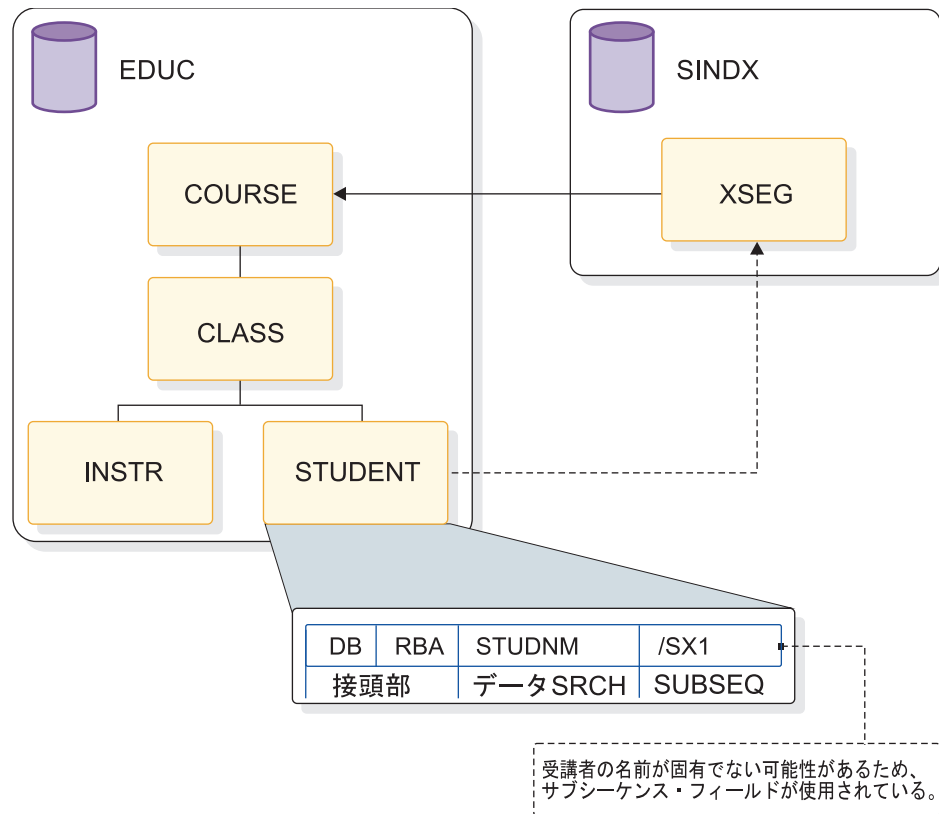 EDUC
SINDX
COURSE
XSEG
CLASS
INSTR
STUDENT
DB RBA STUDNM /SX1
接頭部 データSRCH SUBSEQ
受講者の名前が固有でない可能性があるため、
サブシーケンス・フィールドが使用されている。